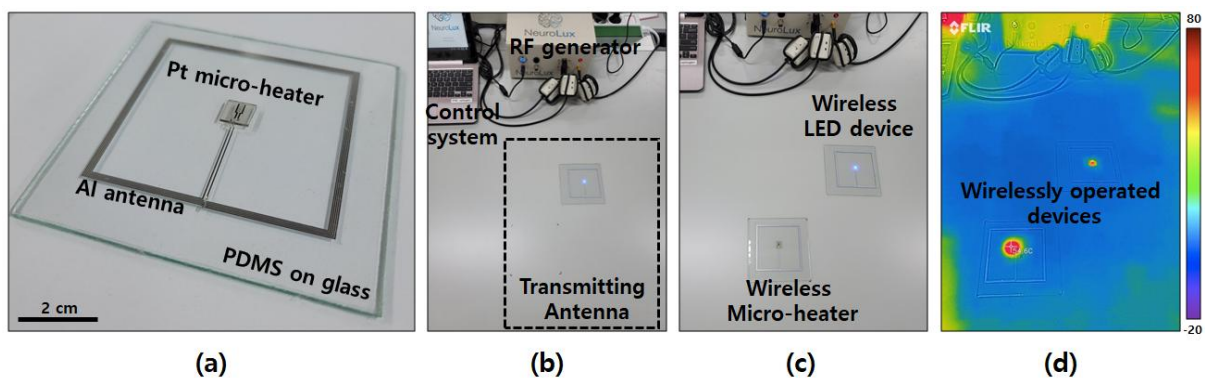 Pt micro-heater
Al antenna
PDMS on glass
2 cm
(a)
NeuroLux
RF generator
NeuroLux
Control
system
Transmitting
Antenna
(b)
NeuroLux
Wireless
LED device
Wireless
Micro-heater
(c)
FLIR
80
Wirelessly operated
devices
-20
(d)